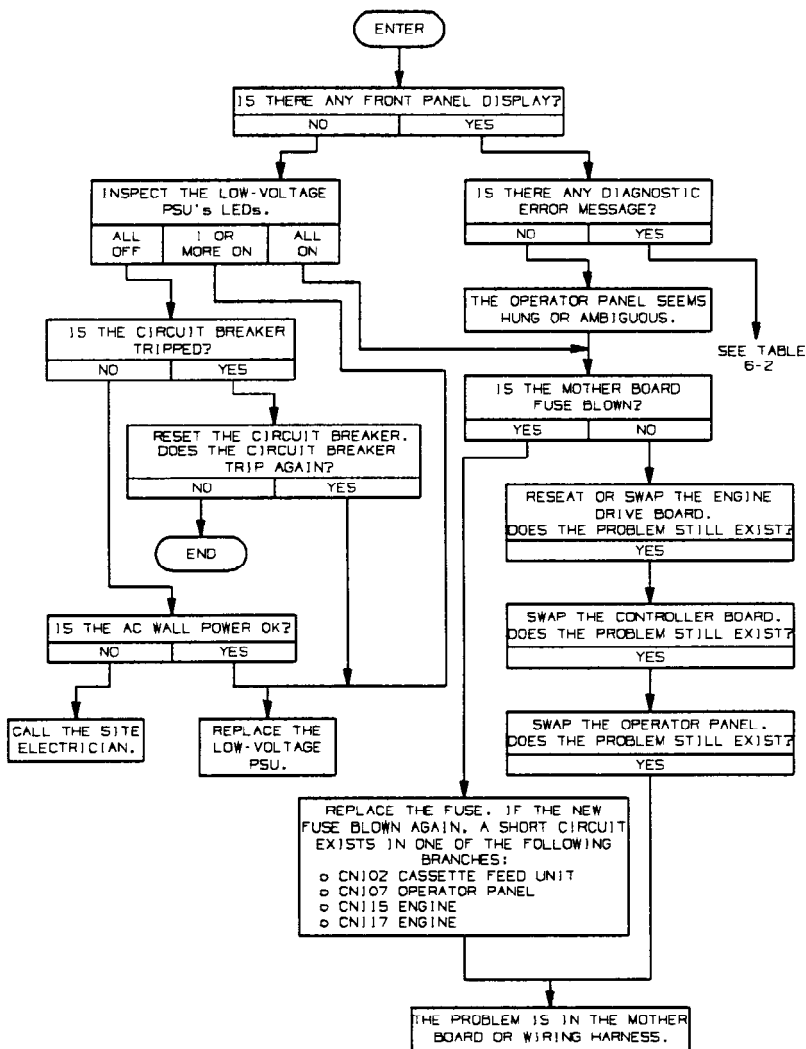 ENTER
IS THERE ANY FRONT PANEL DISPLAY?
NO YES
INSPECT THE LOW-VOLTAGE
PSU's LEDs.
ALL
OFF
1 OR
MORE ON
ALL
ON
IS THERE ANY DIAGNOSTIC
ERROR MESSAGE?
NO YES
THE OPERATOR PANEL SEEMS
HUNG OR AMBIGUOUS.
SEE TABLE
6-2
IS THE CIRCUIT BREAKER
TRIPPED?
NO YES
IS THE MOTHER BOARD
FUSE BLOWN?
YES NO
RESET THE CIRCUIT BREAKER.
DOES THE CIRCUIT BREAKER
TRIP AGAIN?
NO YES
END
RESEAT OR SWAP THE ENGINE
DRIVE BOARD.
DOES THE PROBLEM STILL EXIST?
YES
IS THE AC WALL POWER OK?
NO YES
SWAP THE CONTROLLER BOARD.
DOES THE PROBLEM STILL EXIST?
YES
CALL THE SITE
ELECTRICIAN.
REPLACE THE
LOW-VOLTAGE
PSU.
SWAP THE OPERATOR PANEL.
DOES THE PROBLEM STILL EXIST?
YES
REPLACE THE FUSE. IF THE NEW
FUSE BLOWN AGAIN, A SHORT CIRCUIT
EXISTS IN ONE OF THE FOLLOWING
BRANCHES:
o CN102 CASSETTE FEED UNIT
o CN107 OPERATOR PANEL
o CN115 ENGINE
o CN117 ENGINE
THE PROBLEM IS IN THE MOTHER
BOARD OR WIRING HARNESS.